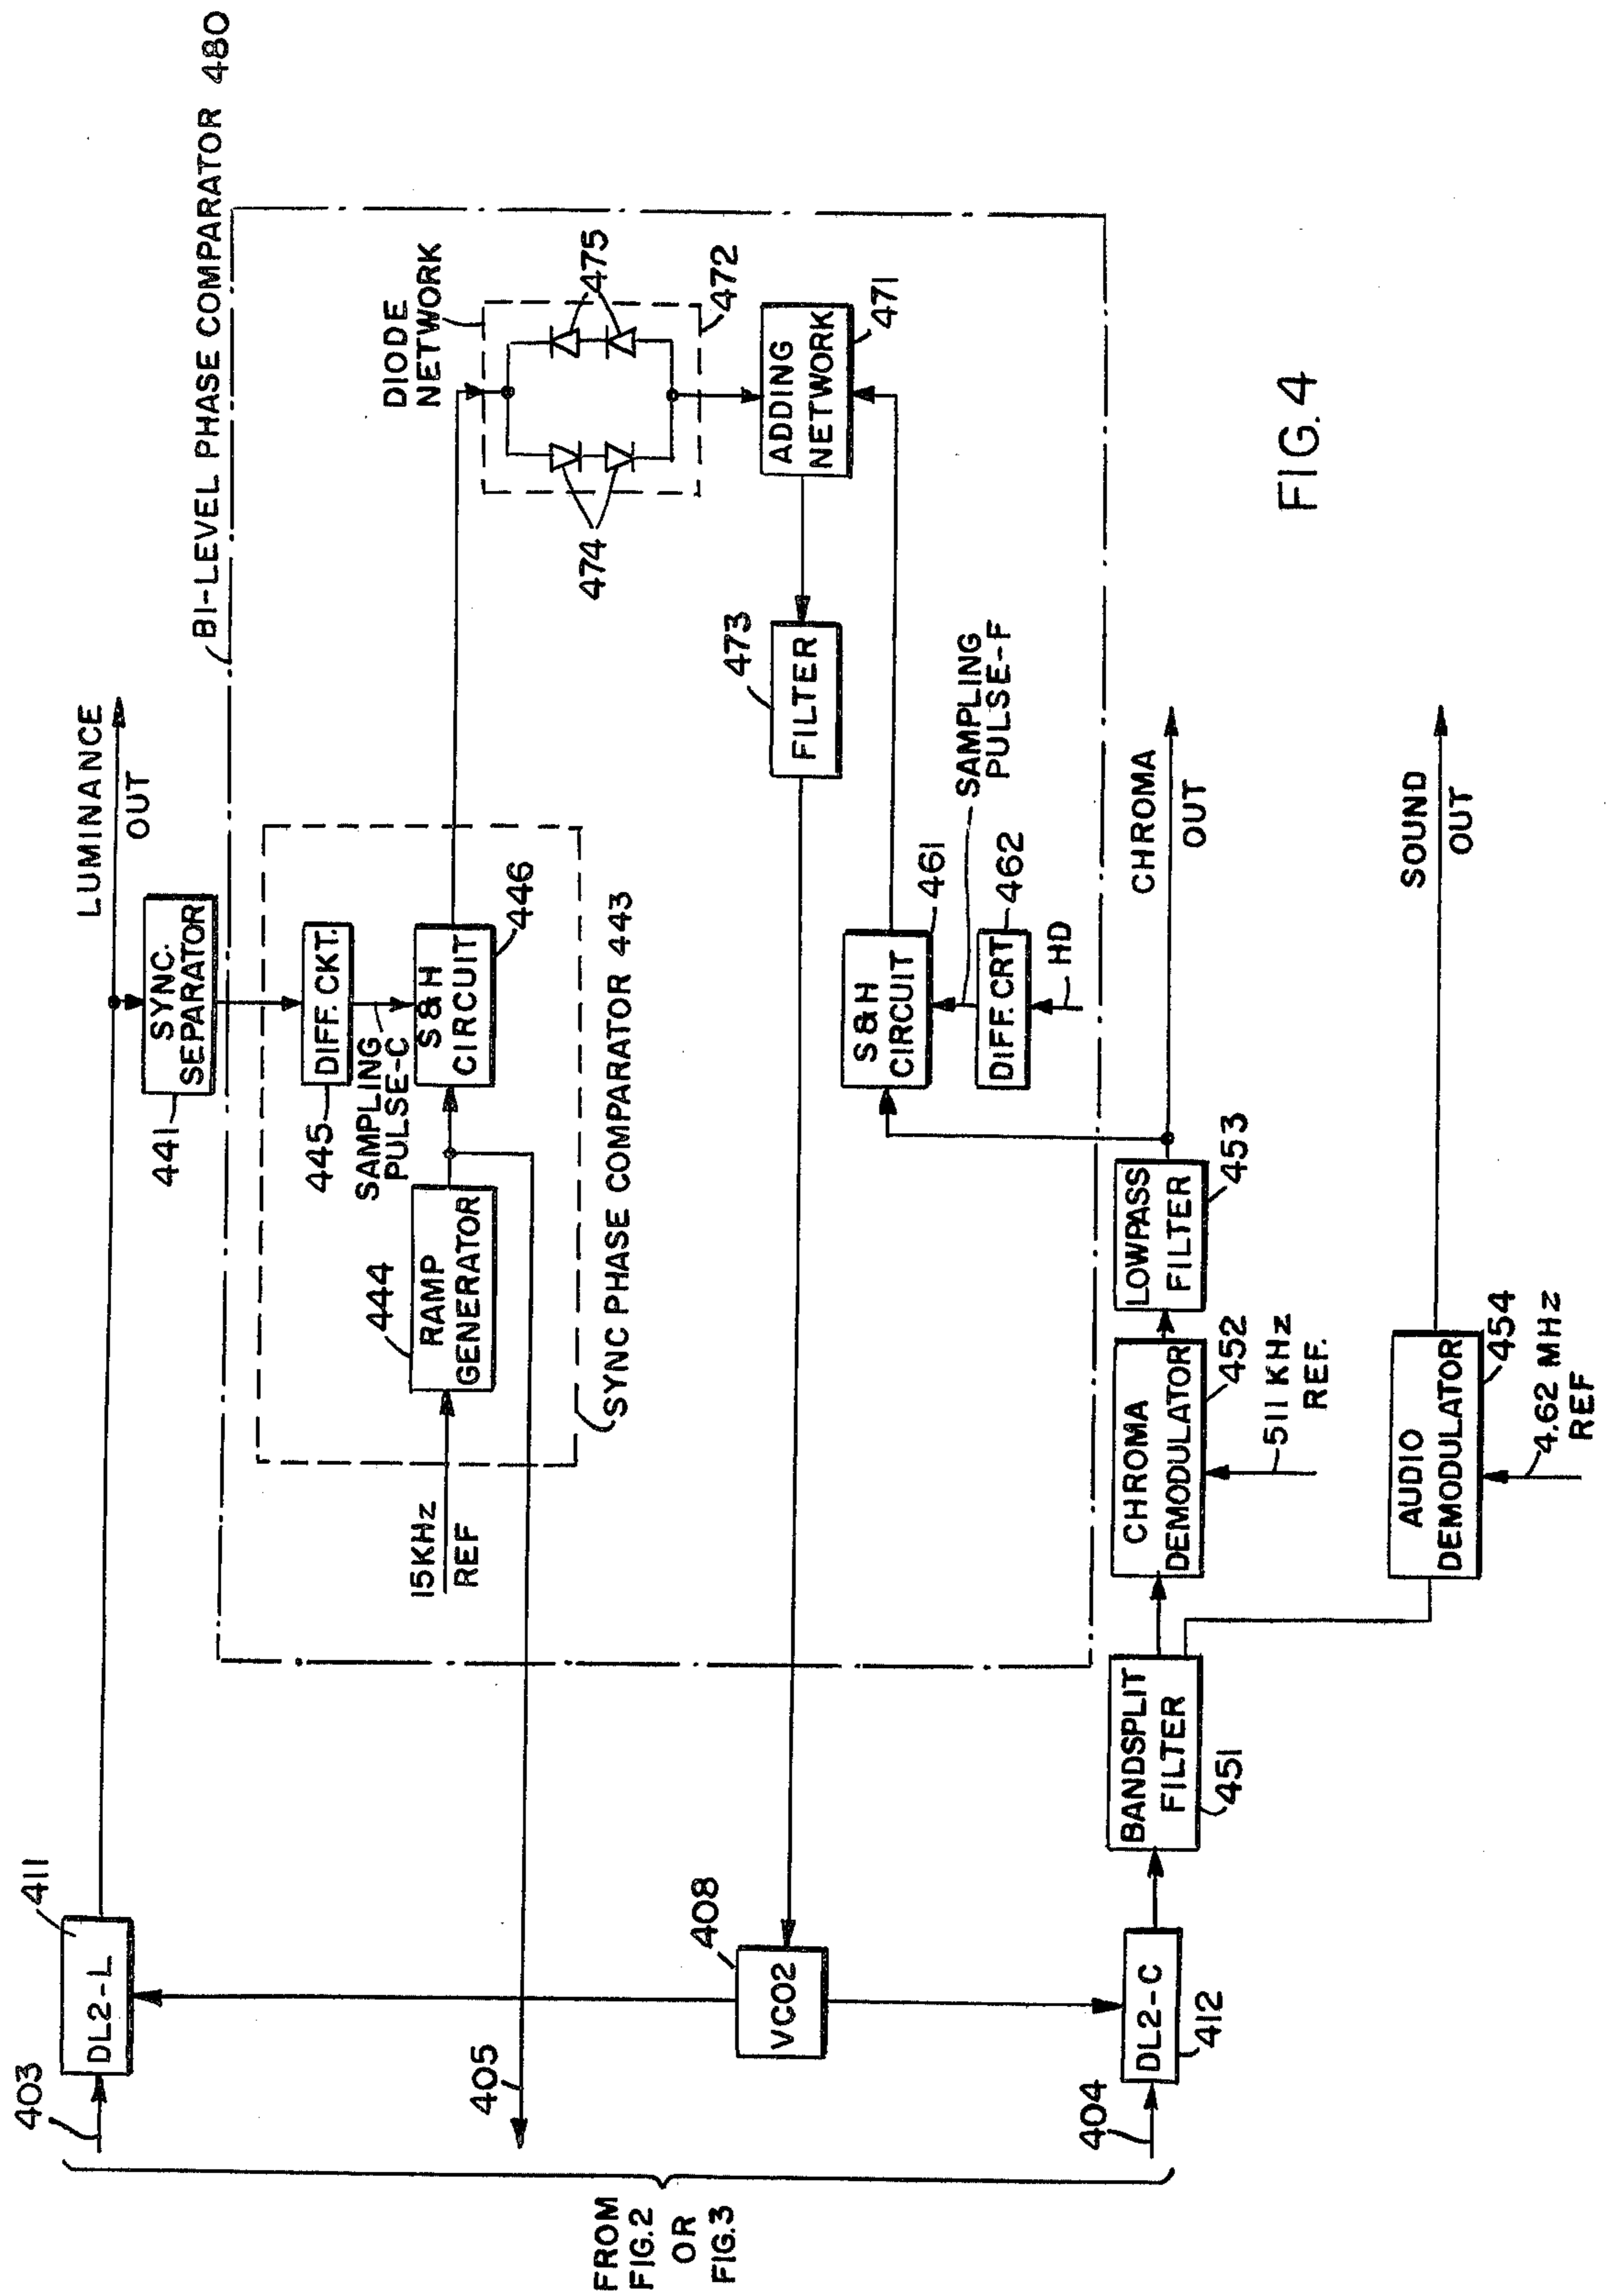 BI-LEVEL PHASE COMPARATOR 480
LUMINANCE
OUT
411
403
DL2-L
SYNC.
SEPARATOR
441
DIFF. CKT.
445
SAMPLING
PULSE-C
S&H
CIRCUIT
446
444
RAMP
GENERATOR
15KHz
REF
SYNC PHASE COMPARATOR 443
405
DIODE
NETWORK
475
474
472
ADDING
NETWORK
471
473
FILTER
408
VCO2
S&H
CIRCUIT
461
SAMPLING
PULSE-F
DIFF. CRT
462
HD
FROM
FIG.2
OR
FIG.3
404
DL2-C
412
BANDSPLIT
FILTER
451
CHROMA
DEMODULATOR
452
511 KHz
REF.
LOWPASS
FILTER
453
CHROMA
OUT
AUDIO
DEMODULATOR
454
4.62 MHz
REF
SOUND
OUT
FIG. 4